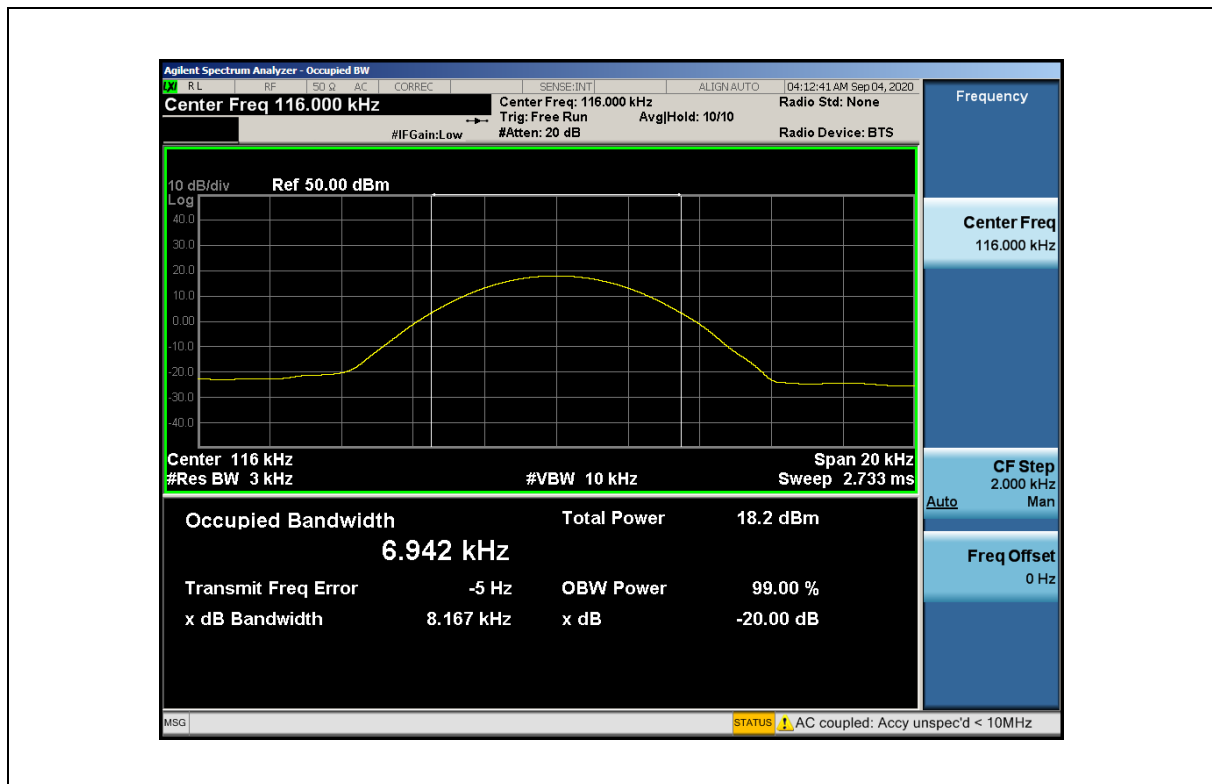 Agilent Spectrum Analyzer - Occupied BW
LXI RL RF 50 Ω AC CORREC SENSE:INT ALIGN AUTO 04:12:41 AM Sep 04, 2020
Center Freq 116.000 kHz
Center Freq: 116.000 kHz
Radio Std: None
Trig: Free Run Avg|Hold: 10/10
#IFGain:Low #Atten: 20 dB Radio Device: BTS
10 dB/div Ref 50.00 dBm
Log
40.0
30.0
20.0
10.0
0.00
-10.0
-20.0
-30.0
-40.0
Center 116 kHz Span 20 kHz
#Res BW 3 kHz #VBW 10 kHz Sweep 2.733 ms
Occupied Bandwidth Total Power 18.2 dBm
6.942 kHz
Transmit Freq Error -5 Hz OBW Power 99.00 %
x dB Bandwidth 8.167 kHz x dB -20.00 dB
Frequency
Center Freq
116.000 kHz
CF Step
2.000 kHz
Auto Man
Freq Offset
0 Hz
MSG STATUS AC coupled: Accy unspec'd < 10MHz